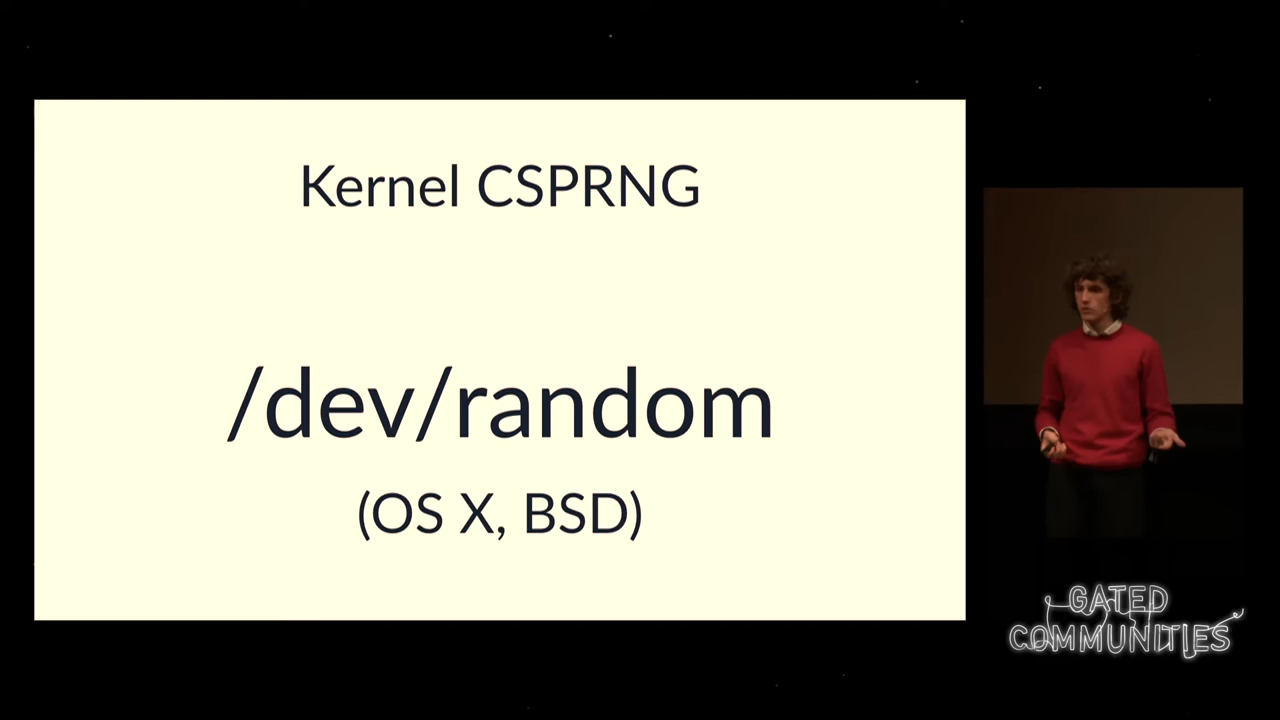 Kernel CSPRNG
/dev/random
(OS X, BSD)
GATED
COMMUNITIES